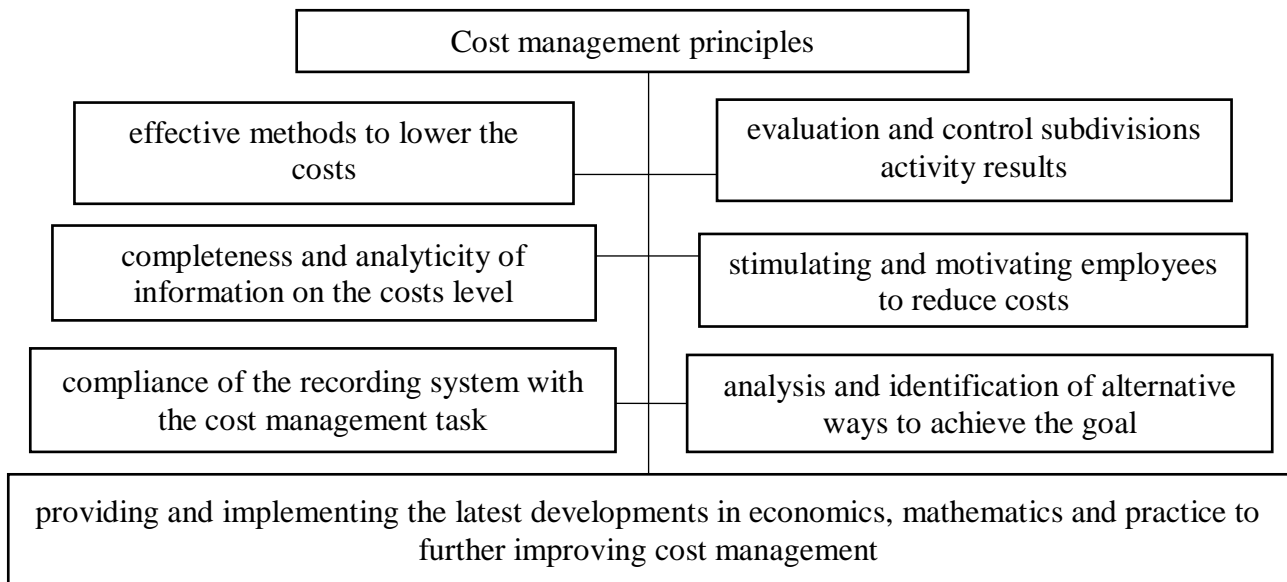 Cost management principles
effective methods to lower the
costs
evaluation and control subdivisions
activity results
completeness and analyticity of
information on the costs level
stimulating and motivating employees
to reduce costs
compliance of the recording system with
the cost management task
analysis and identification of alternative
ways to achieve the goal
providing and implementing the latest developments in economics, mathematics and practice to
further improving cost management